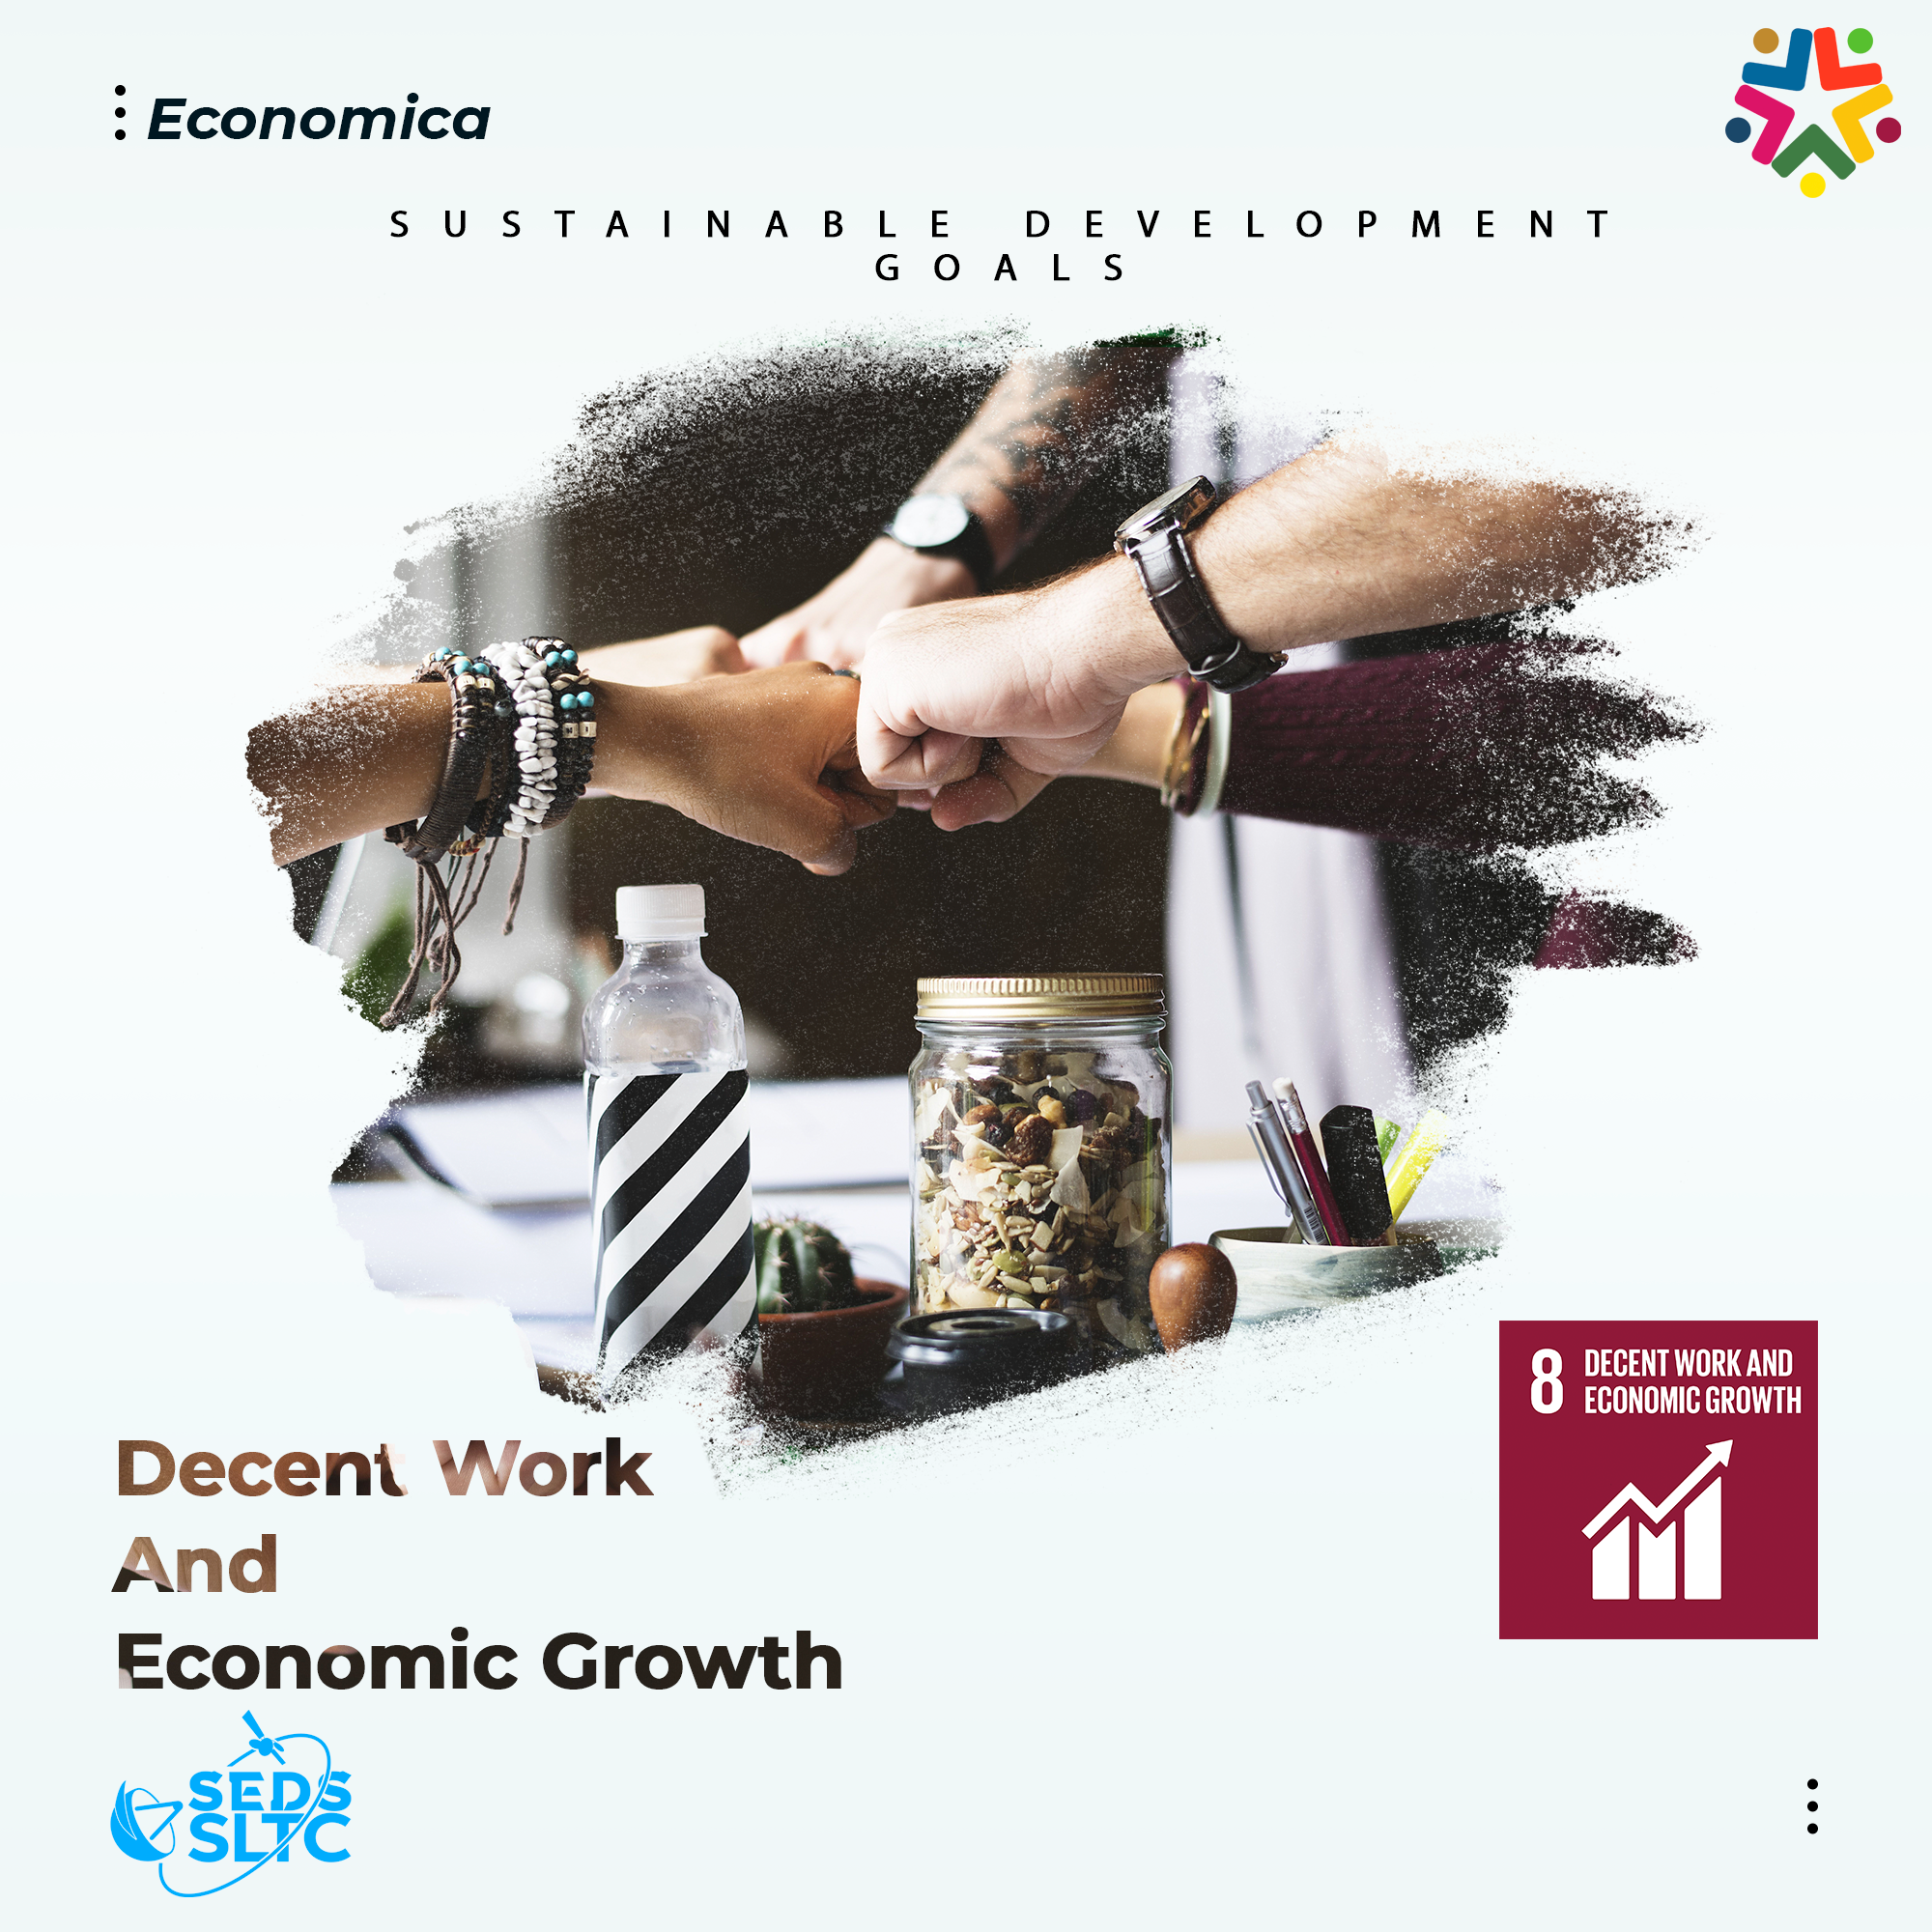 Economica
SUSTAINABLE DEVELOPMENT
GOALS
8 DECENT WORK AND
ECONOMIC GROWTH
Decent Work
And
Economic Growth
SEDS
SLTC